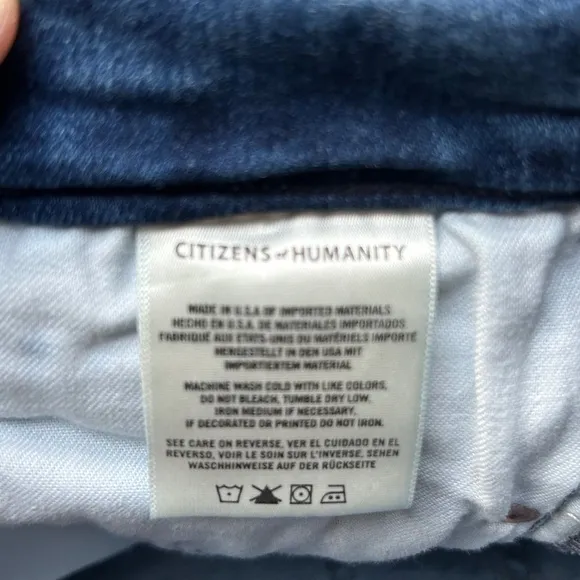 CITIZENS of HUMANITY
MADE IN U.S.A OF IMPORTED MATERIALS
HECHO EN U.S.A DE MATERIALES IMPORTADOS
FABRIQUÉ AUX ETATS-UNIS DU MATÉRIELS IMPORTÉ
HERGESTELLT IN DEN USA MIT
IMPORTIERTEM MATERIAL
MACHINE WASH COLD WITH LIKE COLORS,
DO NOT BLEACH, TUMBLE DRY LOW.
IRON MEDIUM IF NECESSARY.
IF DECORATED OR PRINTED DO NOT IRON.
SEE CARE ON REVERSE, VER EL CUIDADO EN EL
REVERSO, VOIR LE SOIN SUR L'INVERSE, SEHEN
WASCHHINWEISE AUF DER RÜCKSEITE